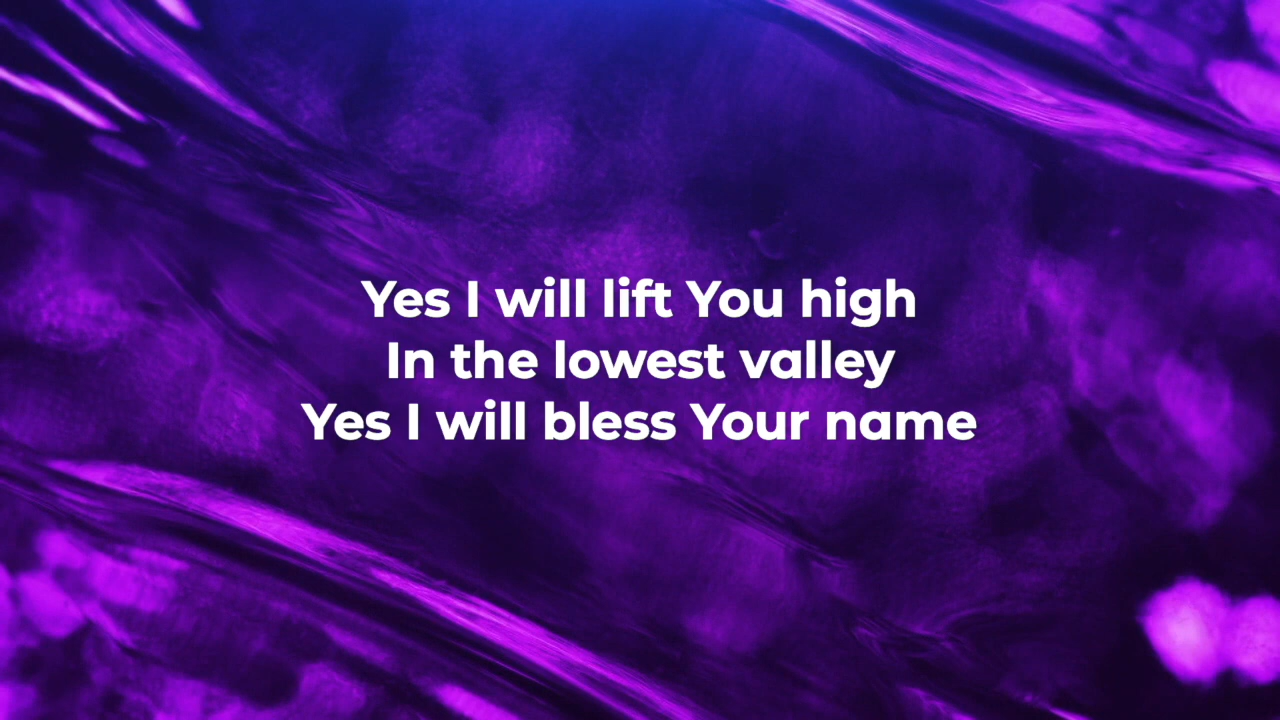 Yes I will lift You high
In the lowest valley
Yes I will bless Your name